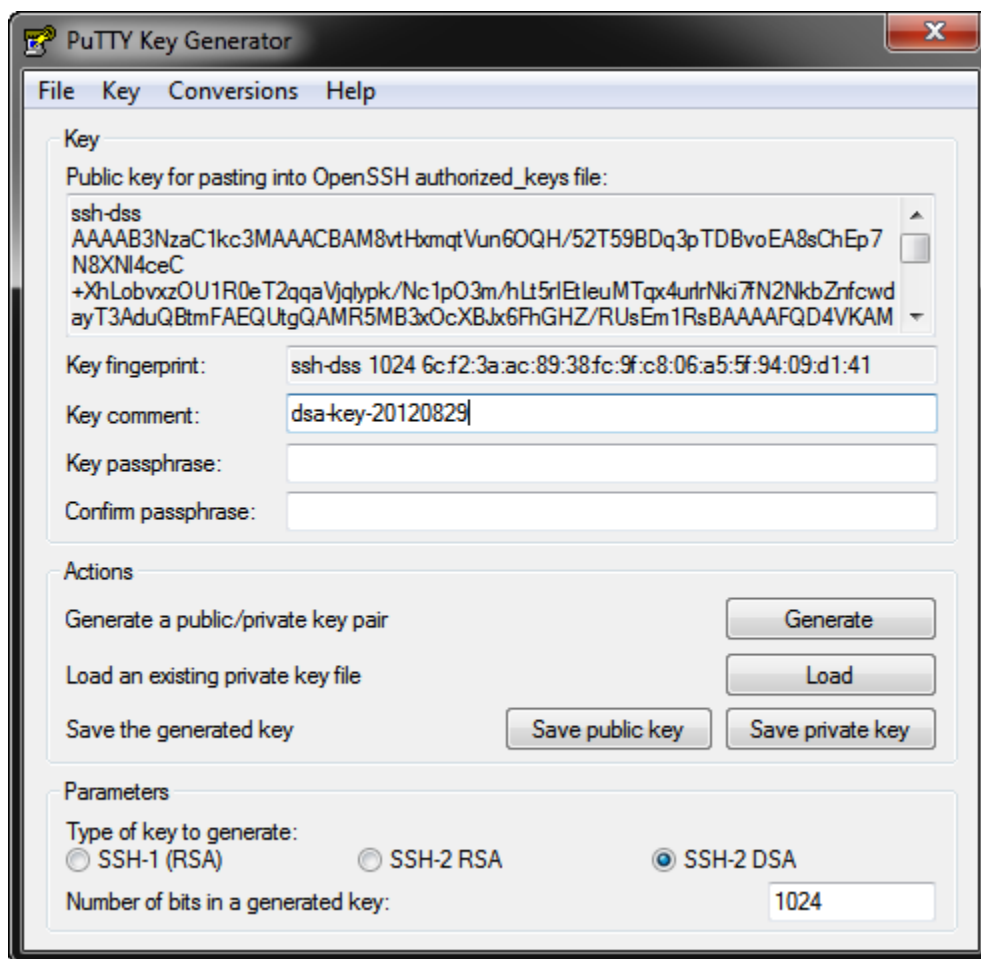 PuTTY Key Generator
File Key Conversions Help
Key
Public key for pasting into OpenSSH authorized_keys file:
ssh-dss
AAAAB3NzaC1kc3MAAACBAM8vtHxmqtVun6OQH/52T59BDq3pTDBvoEA8sChEp7
N8XNl4ceC
+XhLobvxzOU1R0eT2qqaVjqlypk/Nc1pO3m/hLt5rlEtleuMTqx4urlrNki7fN2NkbZnfcwd
ayT3AduQBtmFAEQUtgQAMR5MB3xOcXBJx6FhGHZ/RUsEm1RsBAAAAFQD4VKAM
Key fingerprint: ssh-dss 1024 6c:f2:3a:ac:89:38:fc:9f:c8:06:a5:5f:94:09:d1:41
Key comment: dsa-key-20120829
Key passphrase:
Confirm passphrase:
Actions
Generate a public/private key pair Generate
Load an existing private key file Load
Save the generated key Save public key Save private key
Parameters
Type of key to generate:
SSH-1 (RSA) SSH-2 RSA SSH-2 DSA
Number of bits in a generated key: 1024